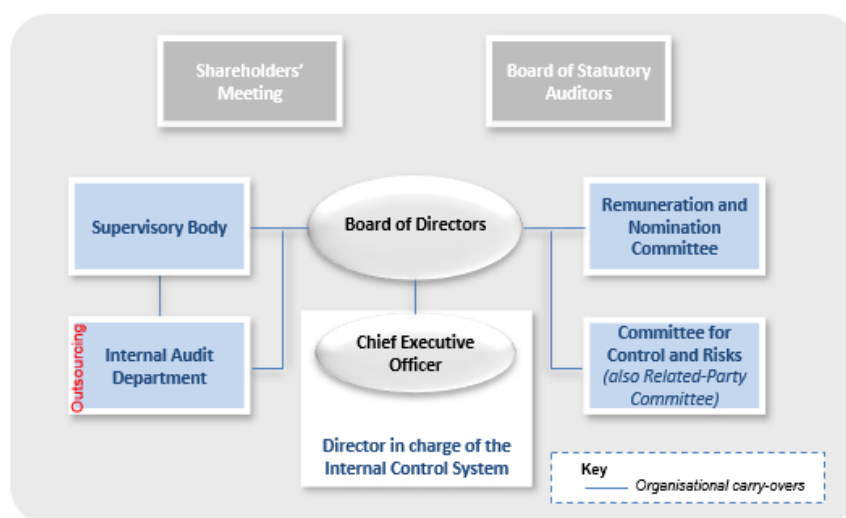 Shareholders'
Meeting
Board of Statutory
Auditors
Supervisory Body
Board of Directors
Remuneration and
Nomination
Committee
Outsourcing
Internal Audit
Department
Chief Executive
Officer
Committee for
Control and Risks
(also Related-Party
Committee)
Director in charge of the
Internal Control System
Key
Organisational carry-overs